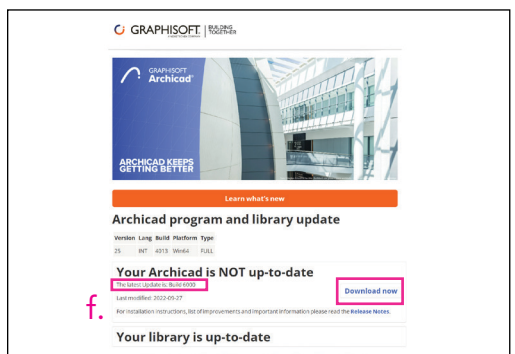 GRAPHISOFT. | BUILDING TOGETHER
GRAPHISOFT
Archicad®
ARCHICAD KEEPS
GETTING BETTER
Learn what's new
Archicad program and library update
Version Lang Build Platform Type
25 INT 4013 Win64 FULL
Your Archicad is NOT up-to-date
The latest Update is: Build 6000
Download now
Last modified: 2022-05-27
f.
For installation instructions, list of improvements and important information please read the Release Notes.
Your library is up-to-date